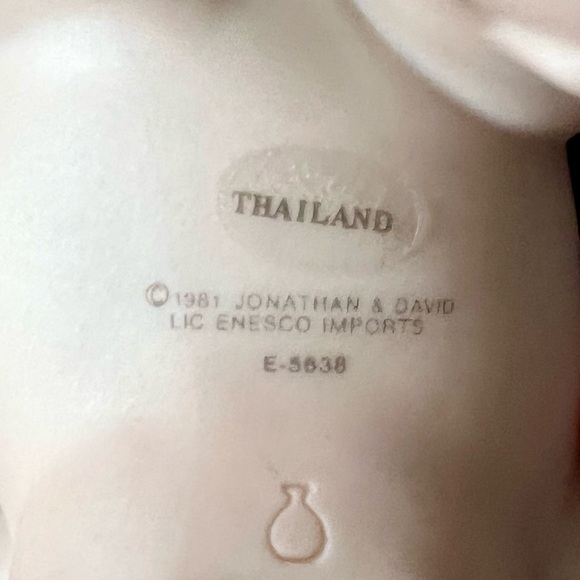 THAILAND
©1981 JONATHAN & DAVID
LIC ENESCO IMPORTS
E-5638